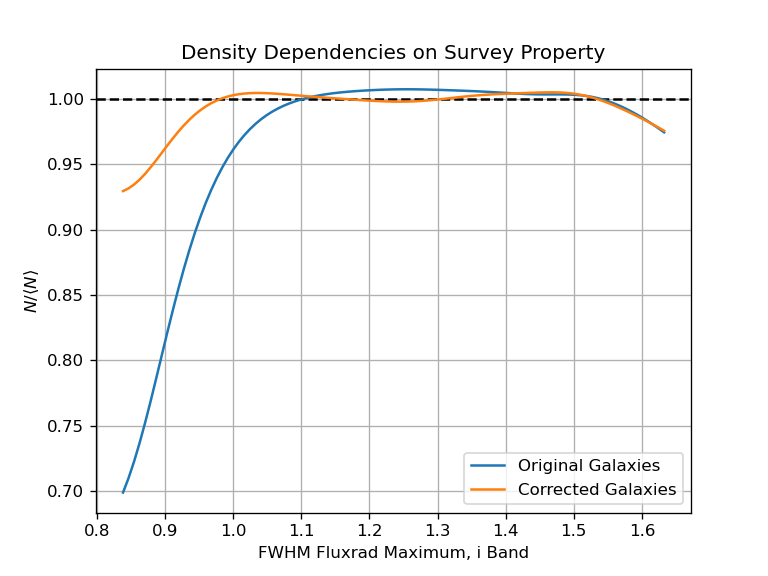 Density Dependencies on Survey Property
N/⟨N⟩
1.00
0.95
0.90
0.85
0.80
0.75
0.70
0.8 0.9 1.0 1.1 1.2 1.3 1.4 1.5 1.6
FWHM Fluxrad Maximum, i Band
Original Galaxies
Corrected Galaxies